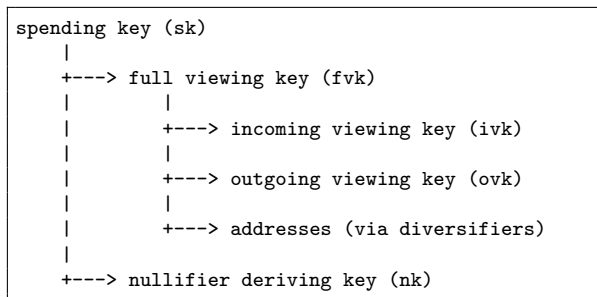 spending key (sk)
|
+---> full viewing key (fvk)
| |
| +---> incoming viewing key (ivk)
| |
| +---> outgoing viewing key (ovk)
| |
| +---> addresses (via diversifiers)
|
+---> nullifier deriving key (nk)